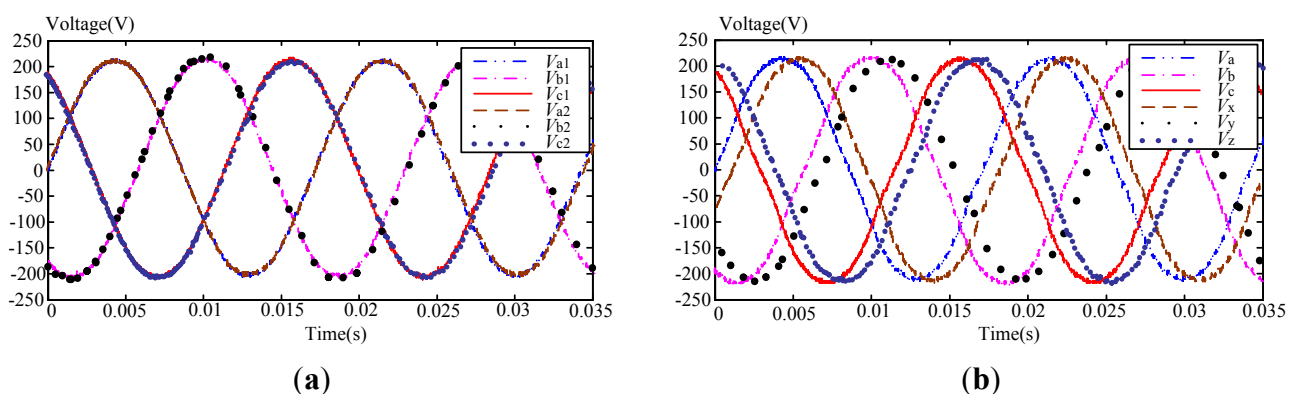 Voltage(V)
250
200
150
100
50
0
-50
-100
-150
-200
-250
0
0.005
0.01
0.015
0.02
0.025
0.03
0.035
Time(s)
Va1
Vb1
Vc1
Va2
Vb2
Vc2
(a)
Voltage(V)
250
200
150
100
50
0
-50
-100
-150
-200
-250
0
0.005
0.01
0.015
0.02
0.025
0.03
0.035
Time(s)
Va
Vb
Vc
Vx
Vy
Vz
(b)